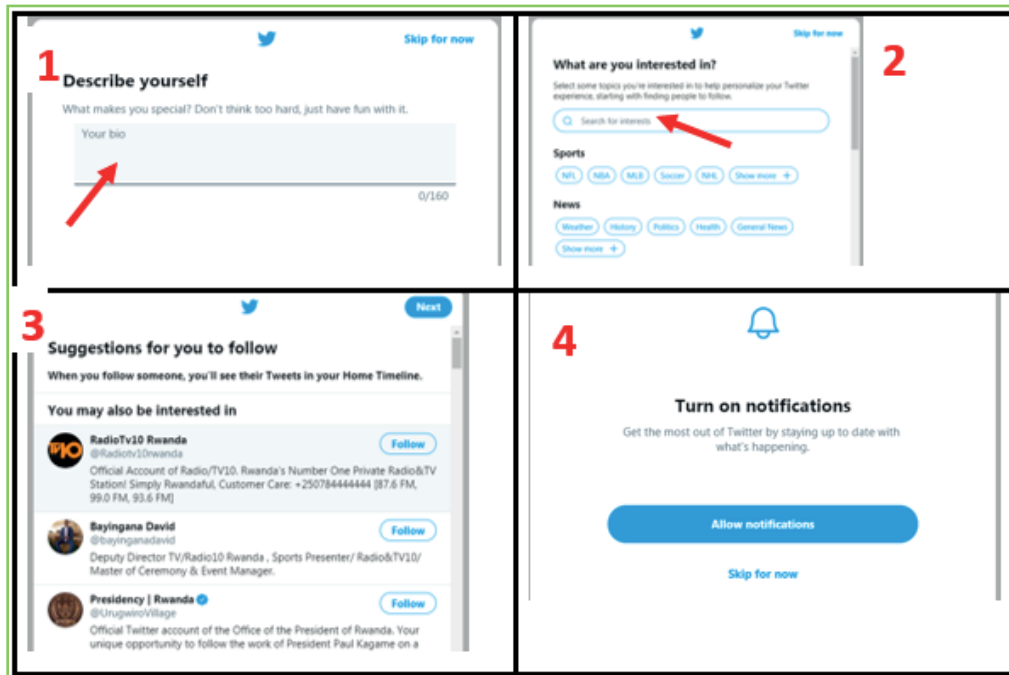 1
Skip for now
Describe yourself
What makes you special? Don't think too hard, just have fun with it.
Your bio
0/160
2
Skip for now
What are you interested in?
Select some topics you're interested in to help personalize your Twitter
experience, starting with finding people to follow.
Search for interests
Sports
NFL NBA MLB Soccer NHL Show more +
News
Weather History Politics Health General News
Show more +
3
Next
Suggestions for you to follow
When you follow someone, you'll see their Tweets in your Home Timeline.
You may also be interested in
RadioTv10 Rwanda
@Radiotv10rwanda
Follow
Official Account of Radio/TV10. Rwanda's Number One Private Radio&TV
Station! Simply Rwandaful, Customer Care: +250784444444 [87.6 FM,
99.0 FM, 93.6 FM]
Bayingana David
@bayinganadavid
Follow
Deputy Director TV/Radio10 Rwanda , Sports Presenter/ Radio&TV10/
Master of Ceremony & Event Manager.
Presidency | Rwanda
@UrugwiroVillage
Follow
Official Twitter account of the Office of the President of Rwanda. Your
unique opportunity to follow the work of President Paul Kagame on a
4
Turn on notifications
Get the most out of Twitter by staying up to date with
what's happening.
Allow notifications
Skip for now